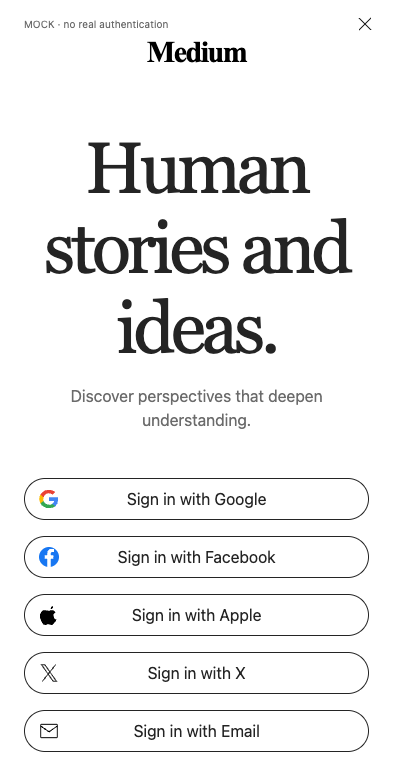 MOCK · no real authentication
Medium
Human
stories and
ideas.
Discover perspectives that deepen
understanding.
Sign in with Google
Sign in with Facebook
Sign in with Apple
Sign in with X
Sign in with Email